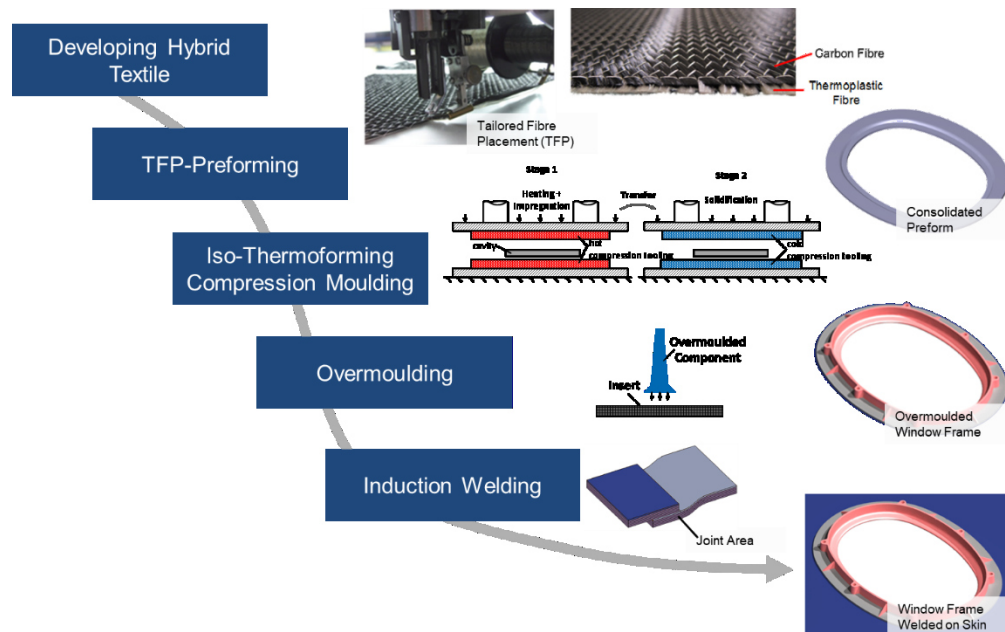 Developing Hybrid
Textile
TFP-Preforming
Iso-Thermoforming
Compression Moulding
Overmoulding
Induction Welding
Tailored Fibre
Placement (TFP)
Carbon Fibre
Thermoplastic
Fibre
Consolidated
Preform
Stage 1
Heating +
Impregnation
Transfer
Stage 2
Solidification
cavity
hot
compression tooling
cold
compression tooling
Overmoulded
Component
Insert
Overmoulded
Window Frame
Joint Area
Window Frame
Welded on Skin